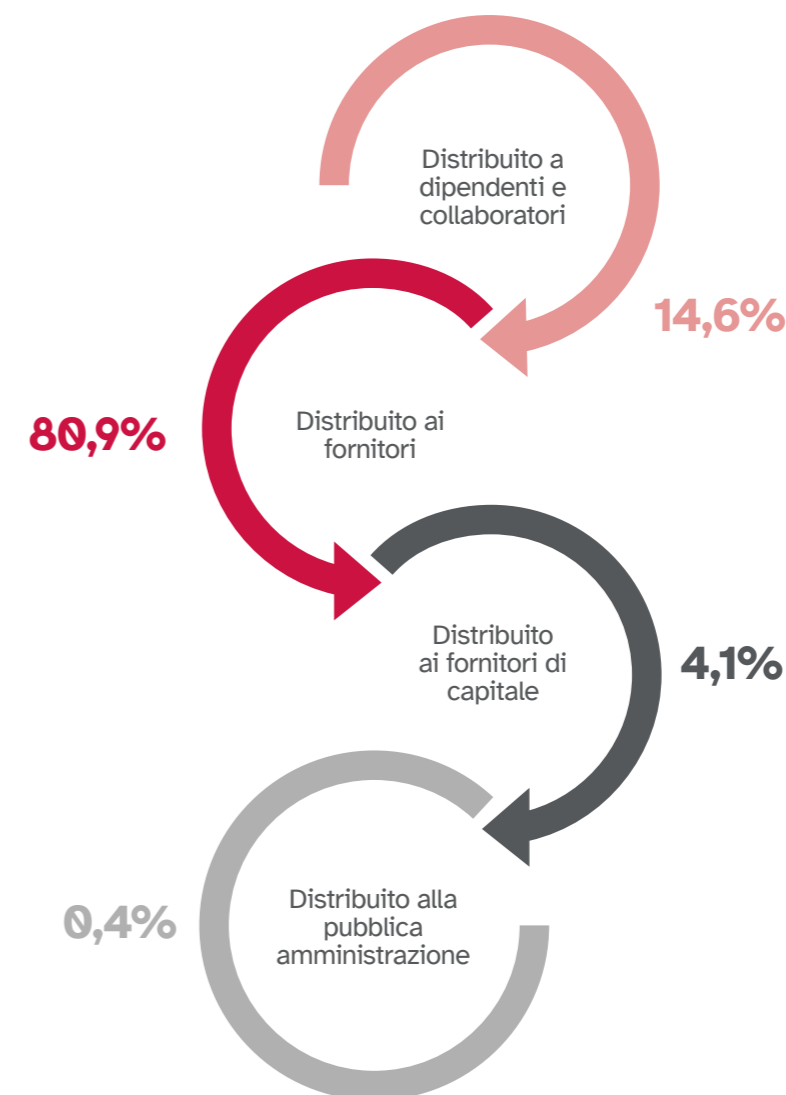 Distribuito a
dipendenti e
collaboratori
14,6%
80,9%
Distribuito ai
fornitori
Distribuito
ai fornitori di
capitale
4,1%
0,4%
Distribuito alla
pubblica
amministrazione